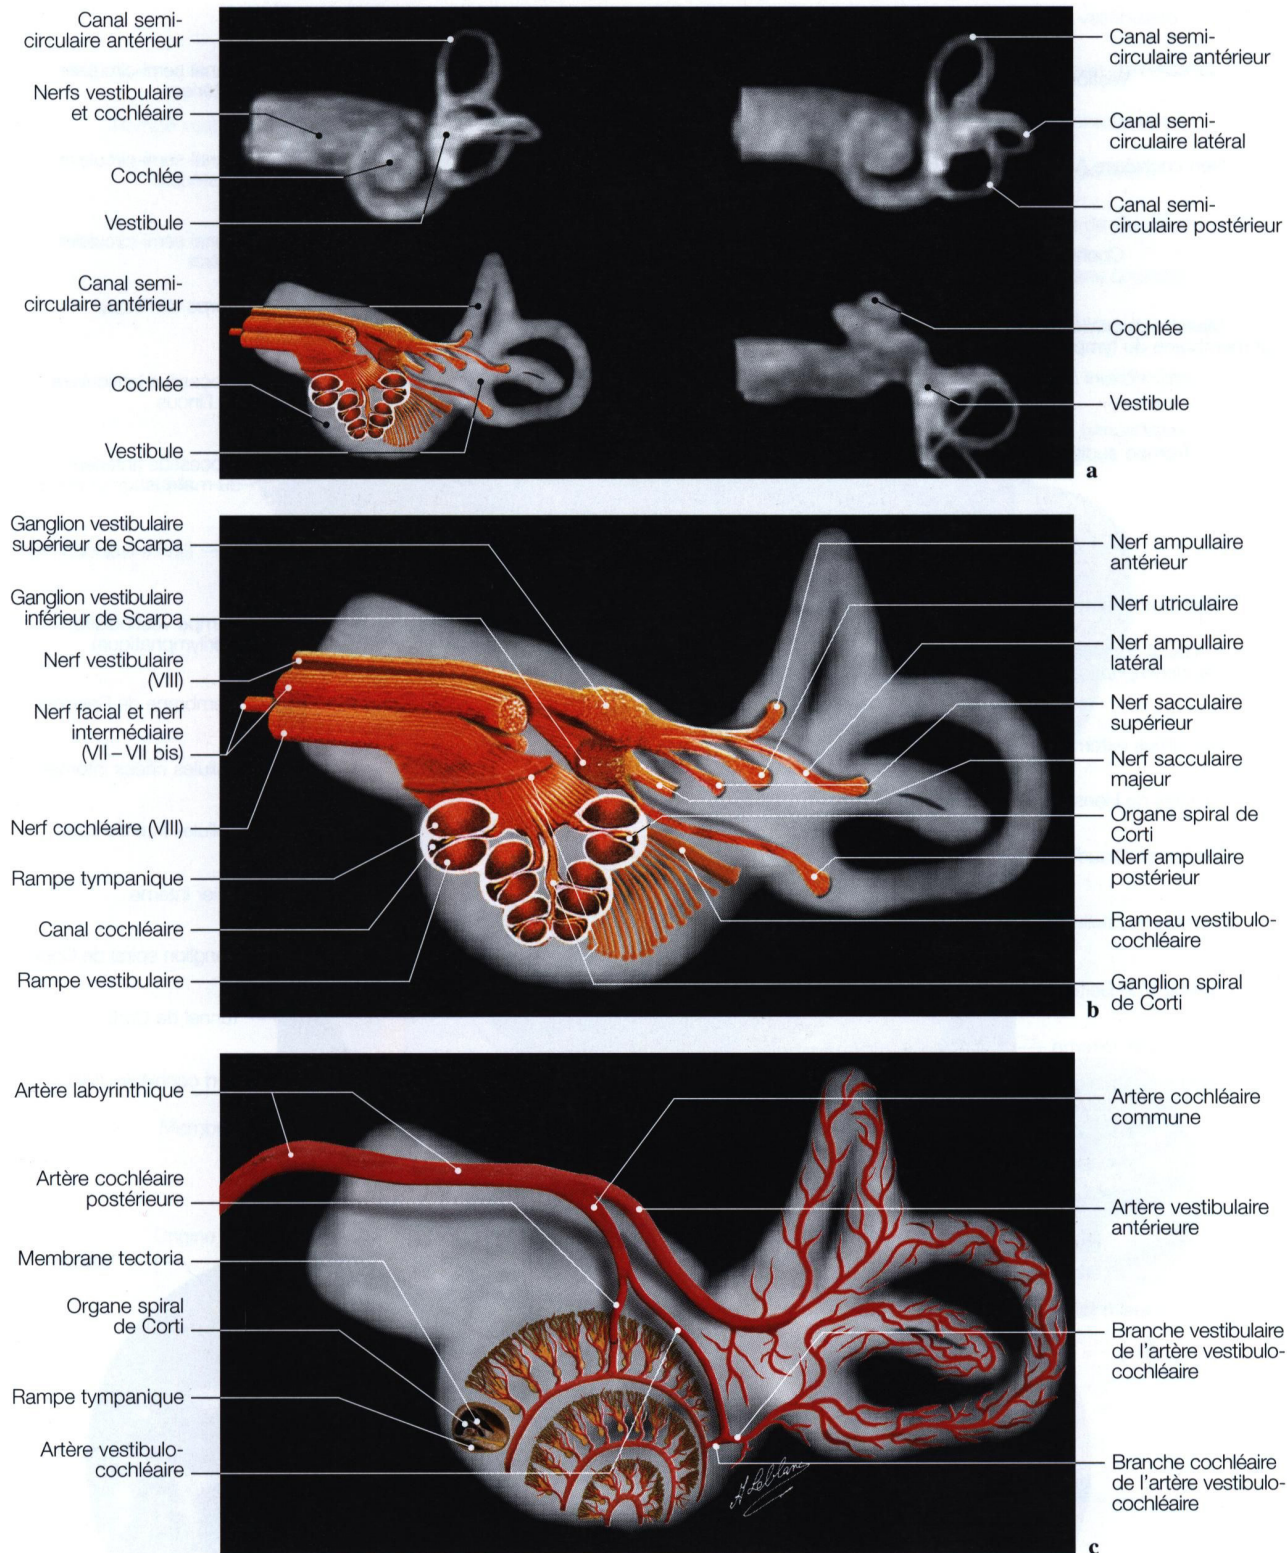 Canal semi-
circulaire antérieur
Nerfs vestibulaire
et cochléaire
Cochlée
Vestibule
Canal semi-
circulaire antérieur
Cochlée
Vestibule
Canal semi-
circulaire antérieur
Canal semi-
circulaire latéral
Canal semi-
circulaire postérieur
Cochlée
Vestibule
a
Ganglion vestibulaire
supérieur de Scarpa
Ganglion vestibulaire
inférieur de Scarpa
Nerf vestibulaire
(VIII)
Nerf facial et nerf
intermédiaire
(VII – VII bis)
Nerf cochléaire (VIII)
Rampe tympanique
Canal cochléaire
Rampe vestibulaire
Nerf ampullaire
antérieur
Nerf utriculaire
Nerf ampullaire
latéral
Nerf sacculaire
supérieur
Nerf sacculaire
majeur
Organe spiral de
Corti
Nerf ampullaire
postérieur
Rameau vestibulo-
cochléaire
Ganglion spiral
de Corti
b
Artère labyrinthique
Artère cochléaire
postérieure
Membrane tectoria
Organe spiral
de Corti
Rampe tympanique
Artère vestibulo-
cochléaire
Artère cochléaire
commune
Artère vestibulaire
antérieure
Branche vestibulaire
de l'artère vestibulo-
cochléaire
Branche cochléaire
de l'artère vestibulo-
cochléaire
A Leblanc
c